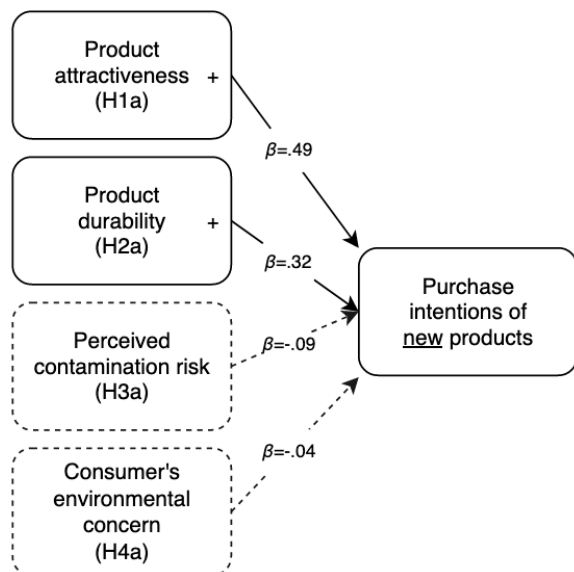 Product
attractiveness +
(H1a)
β=.49
Product
durability +
(H2a)
β=.32
Purchase
intentions of
new products
Perceived
contamination risk
(H3a)
β=-.09
Consumer's
environmental
concern
(H4a)
β=-.04